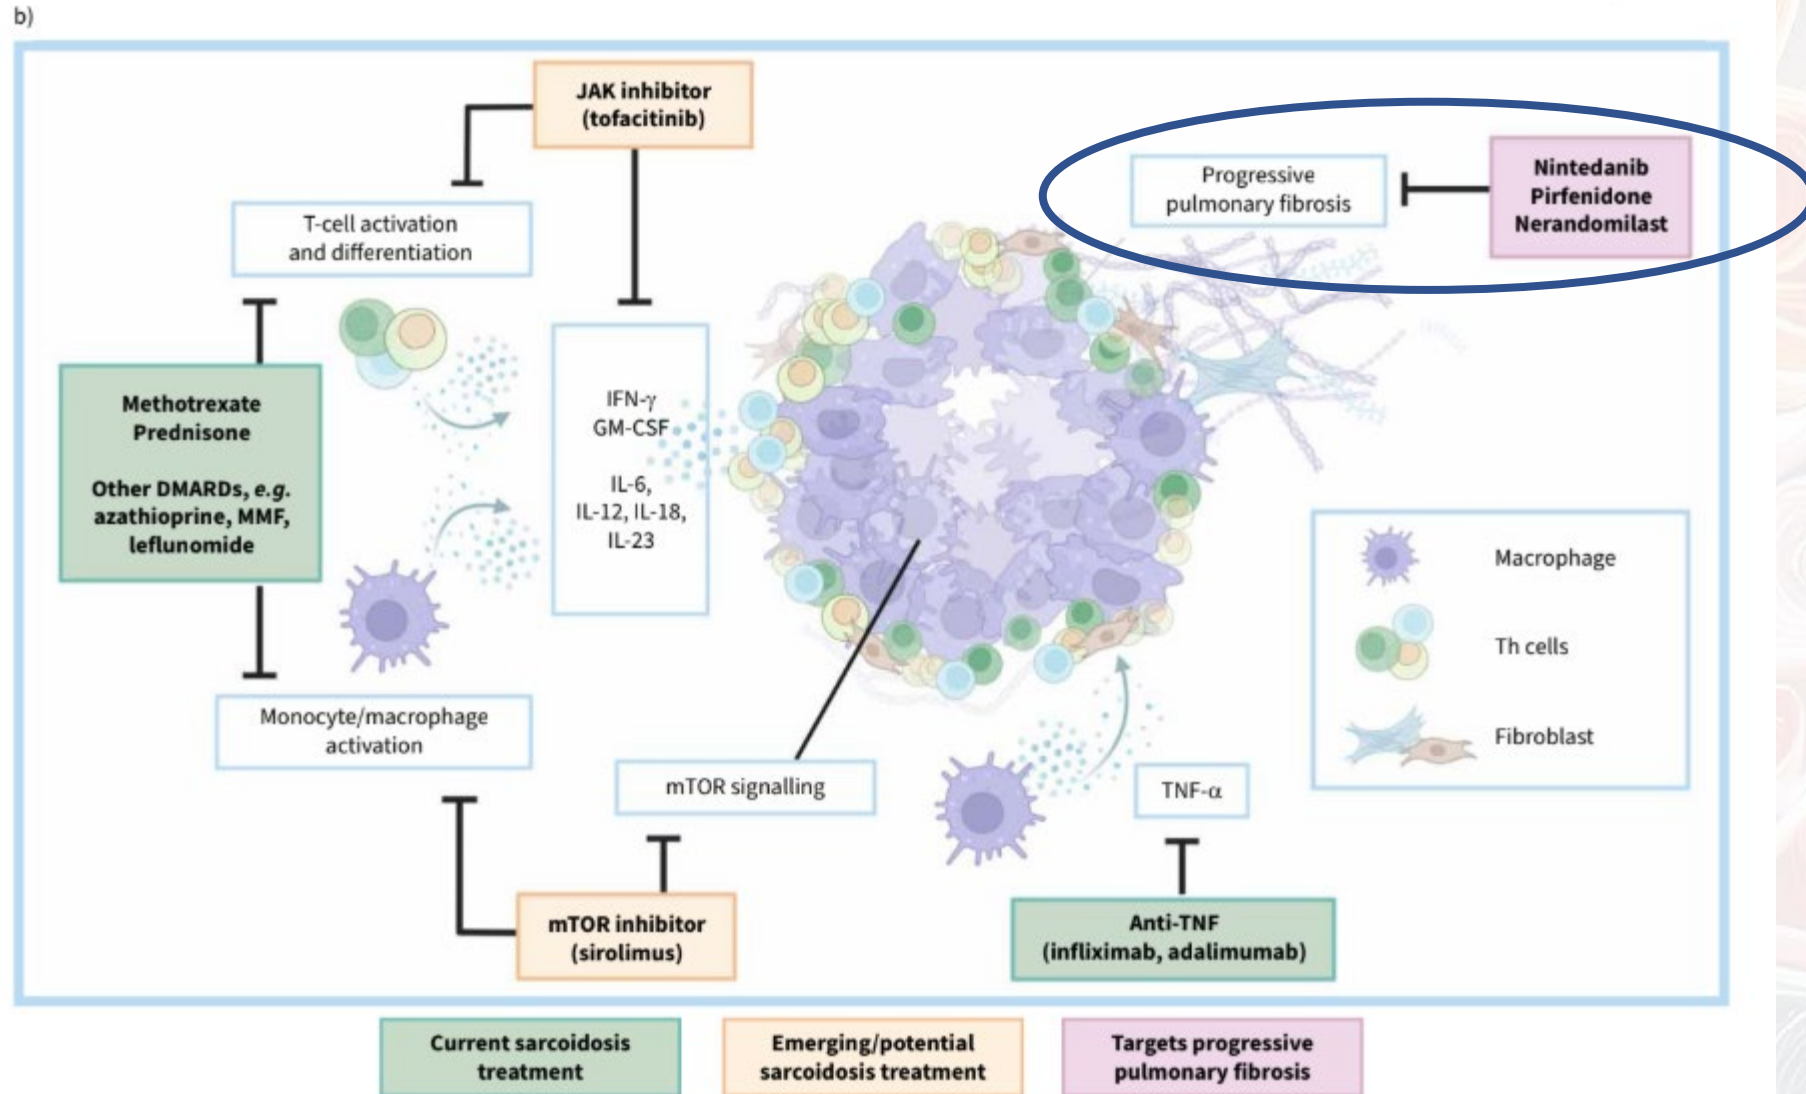 b)
JAK inhibitor
(tofacitinib)
Progressive
pulmonary fibrosis
Nintedanib
Pirfenidone
Nerandomilast
T-cell activation
and differentiation
Methotrexate
Prednisone
Other DMARDs, e.g.
azathioprine, MMF,
leflunomide
IFN-γ
GM-CSF
IL-6,
IL-12, IL-18,
IL-23
Macrophage
Th cells
Fibroblast
Monocyte/macrophage
activation
mTOR signalling
TNF-α
mTOR inhibitor
(sirolimus)
Anti-TNF
(infliximab, adalimumab)
Current sarcoidosis
treatment
Emerging/potential
sarcoidosis treatment
Targets progressive
pulmonary fibrosis